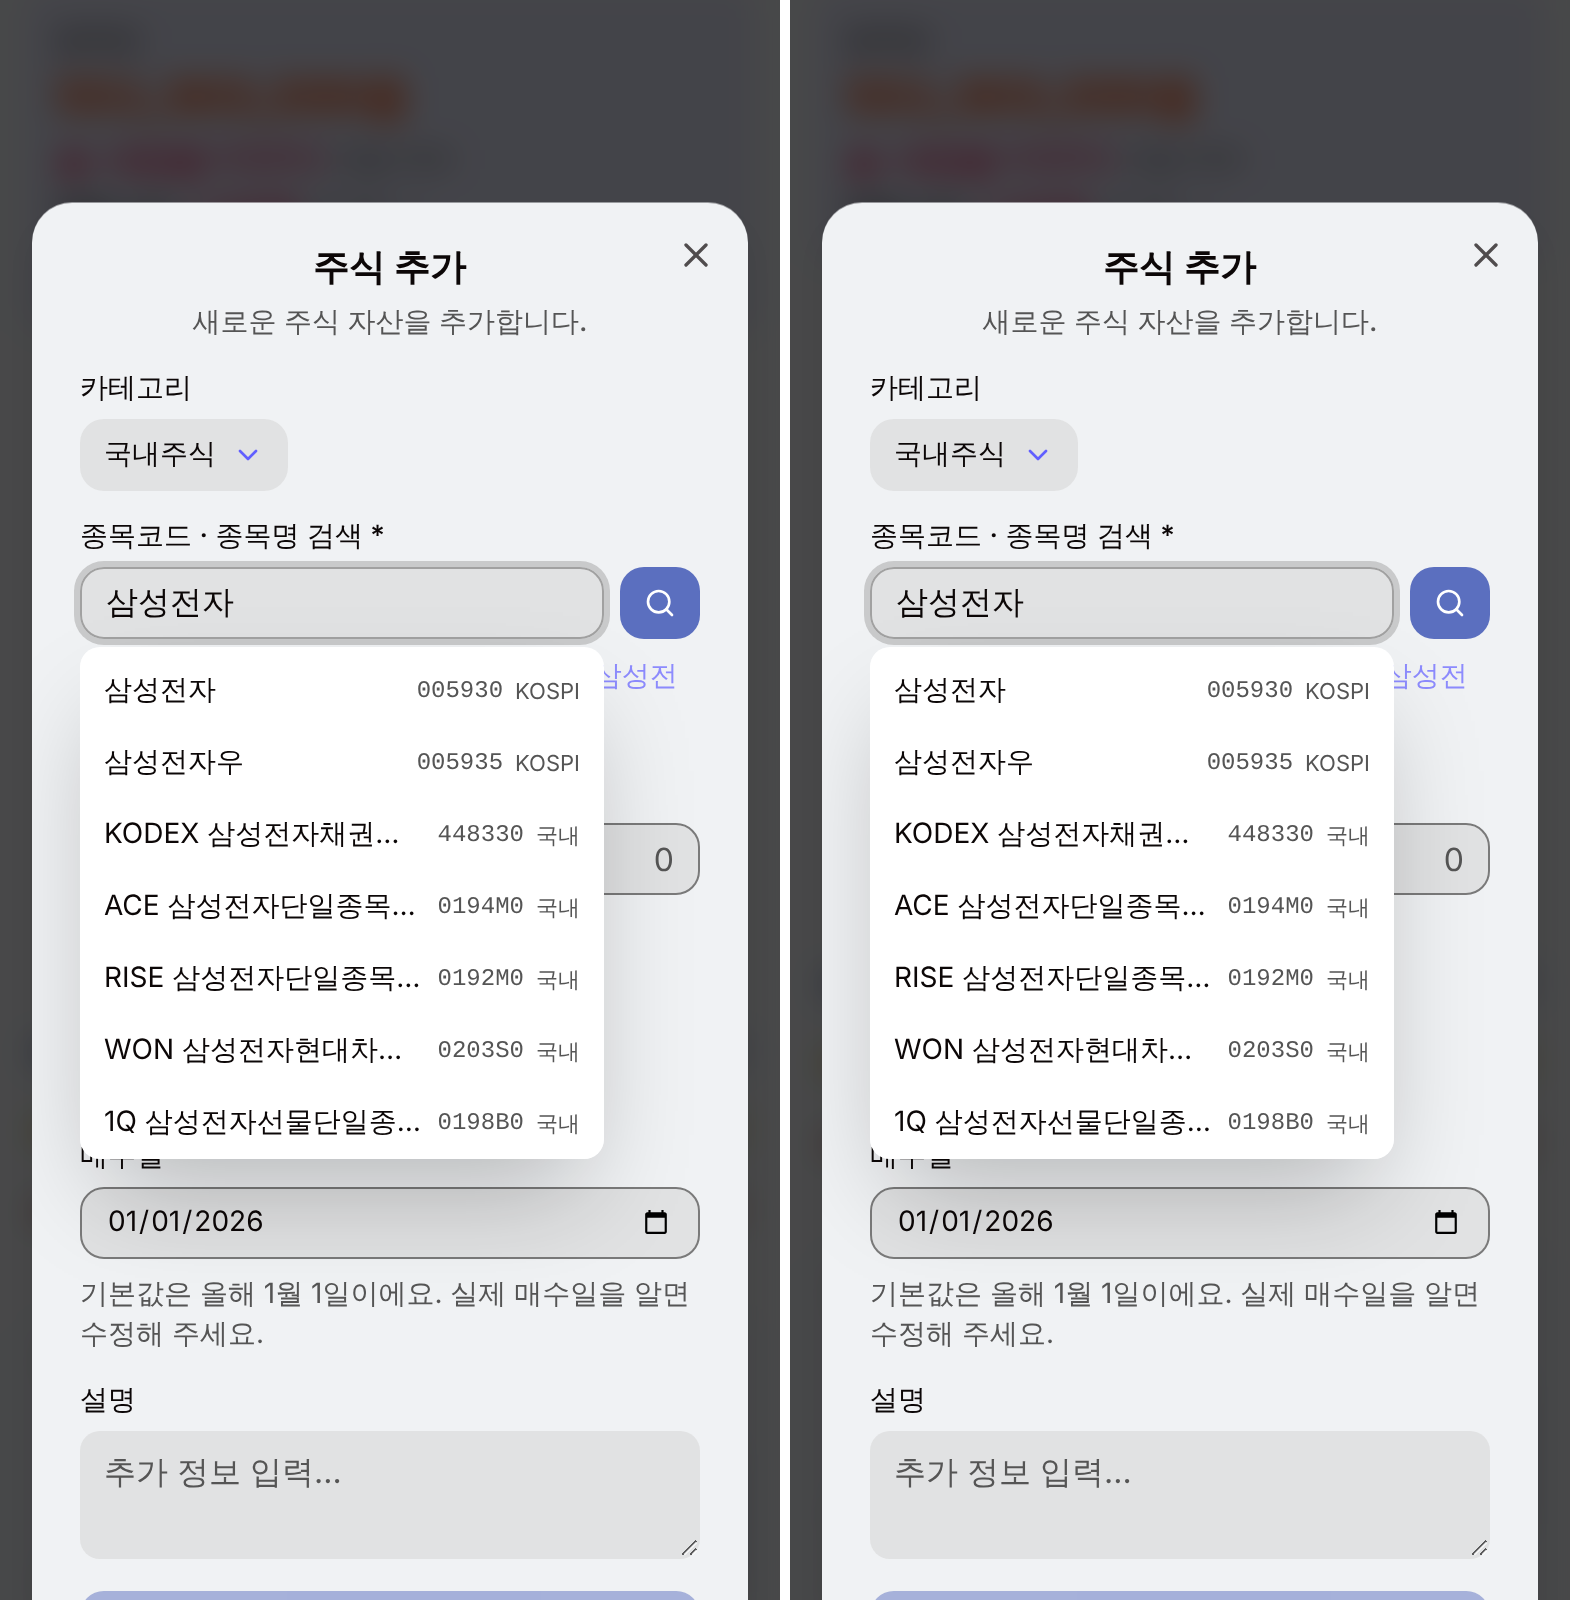 주식 추가
새로운 주식 자산을 추가합니다.
카테고리
국내주식
종목코드 · 종목명 검색 *
삼성전자
삼성전
삼성전자 005930 KOSPI
삼성전자우 005935 KOSPI
KODEX 삼성전자채권... 448330 국내
0
ACE 삼성전자단일종목... 0194M0 국내
RISE 삼성전자단일종목... 0192M0 국내
WON 삼성전자현대차... 0203S0 국내
1Q 삼성전자선물단일종... 0198B0 국내
매수일
01/01/2026
기본값은 올해 1월 1일이에요. 실제 매수일을 알면
수정해 주세요.
설명
추가 정보 입력...
주식 추가
새로운 주식 자산을 추가합니다.
카테고리
국내주식
종목코드 · 종목명 검색 *
삼성전자
삼성전
삼성전자 005930 KOSPI
삼성전자우 005935 KOSPI
KODEX 삼성전자채권... 448330 국내
0
ACE 삼성전자단일종목... 0194M0 국내
RISE 삼성전자단일종목... 0192M0 국내
WON 삼성전자현대차... 0203S0 국내
1Q 삼성전자선물단일종... 0198B0 국내
매수일
01/01/2026
기본값은 올해 1월 1일이에요. 실제 매수일을 알면
수정해 주세요.
설명
추가 정보 입력...